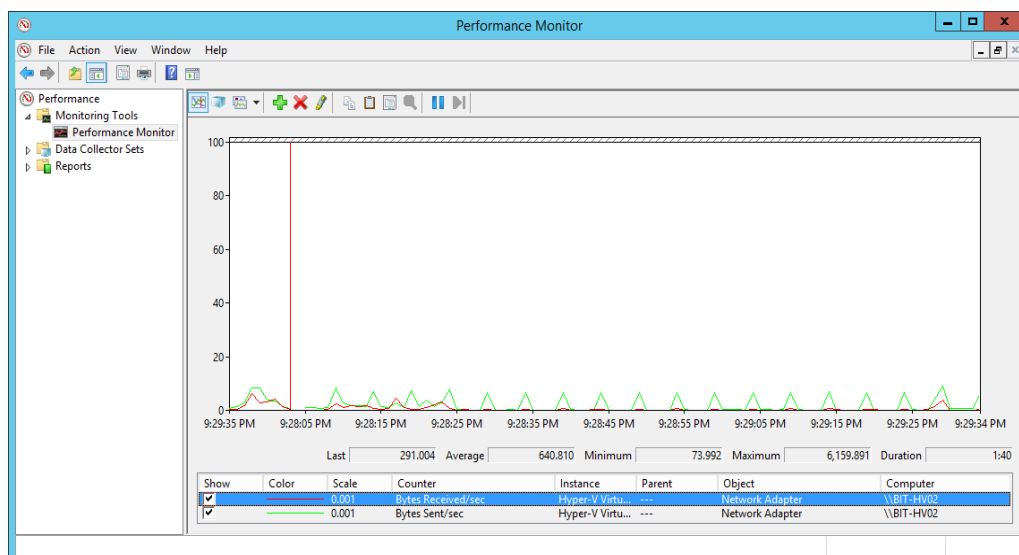 Performance Monitor
File Action View Window Help
Performance
Monitoring Tools
Performance Monitor
Data Collector Sets
Reports
100
80
60
40
20
0
9:29:35 PM 9:28:05 PM 9:28:15 PM 9:28:25 PM 9:28:35 PM 9:28:45 PM 9:28:55 PM 9:29:05 PM 9:29:15 PM 9:29:25 PM 9:29:34 PM
Last 291.004 Average 640.810 Minimum 73.992 Maximum 6,159.891 Duration 1:40
Show Color Scale Counter Instance Parent Object Computer
0.001 Bytes Received/sec Hyper-V Virtu... --- Network Adapter \\BIT-HV02
0.001 Bytes Sent/sec Hyper-V Virtu... --- Network Adapter \\BIT-HV02